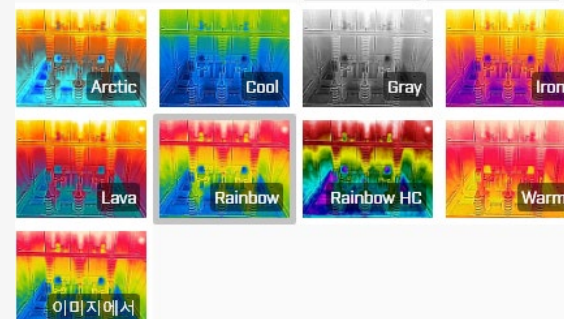 Arctic
Cool
Gray
Iron
Lava
Rainbow
Rainbow HC
Warm
이미지에서